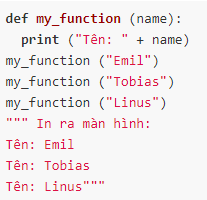 def my_function (name):
  print ("Tên: " + name)
my_function ("Emil")
my_function ("Tobias")
my_function ("Linus")
""" In ra màn hình:
Tên: Emil
Tên: Tobias
Tên: Linus"""